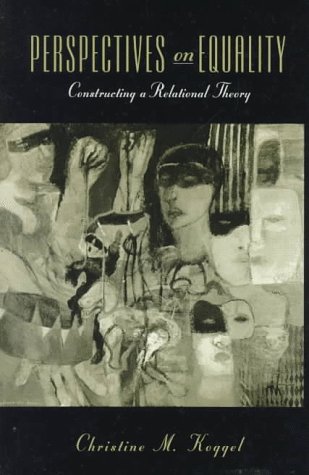 PERSPECTIVES on EQUALITY
Constructing a Relational Theory
Christine M. Koggel